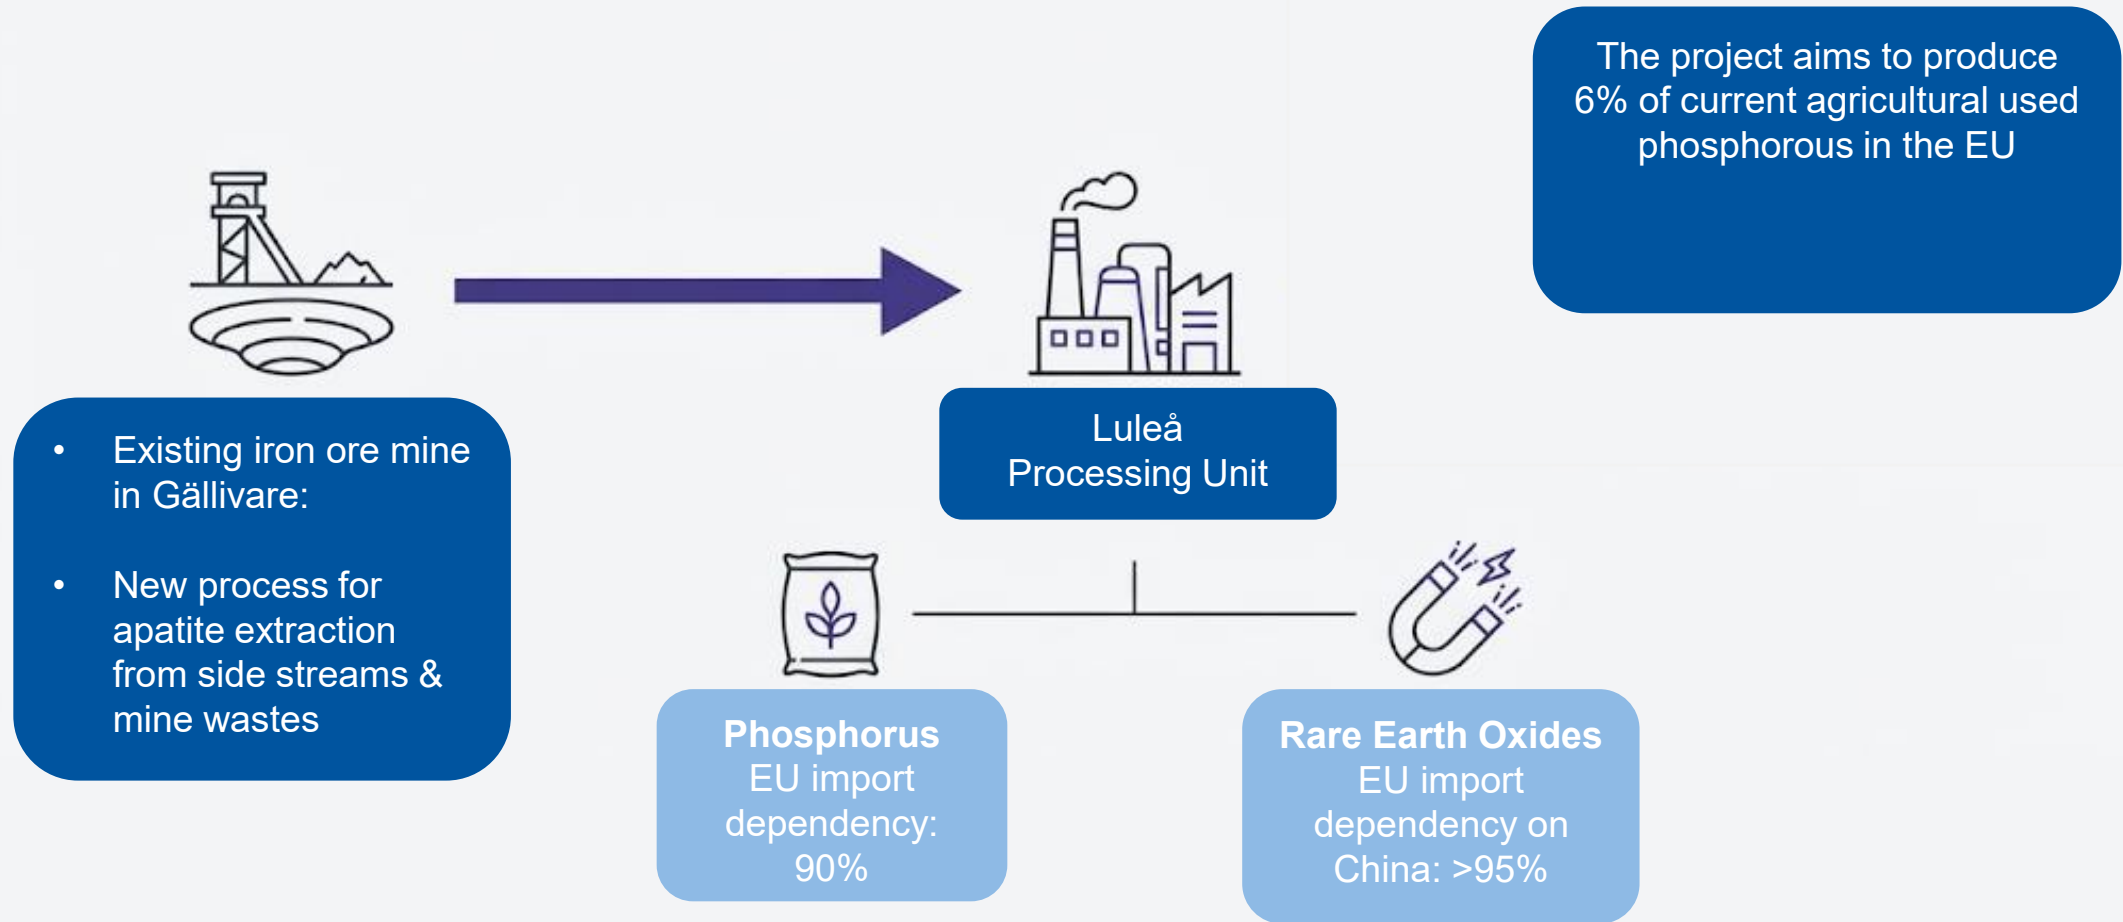 The project aims to produce
6% of current agricultural used
phosphorous in the EU
• Existing iron ore mine
in Gällivare:
• New process for
apatite extraction
from side streams &
mine wastes
Luleå
Processing Unit
Phosphorus
EU import
dependency:
90%
Rare Earth Oxides
EU import
dependency on
China: >95%